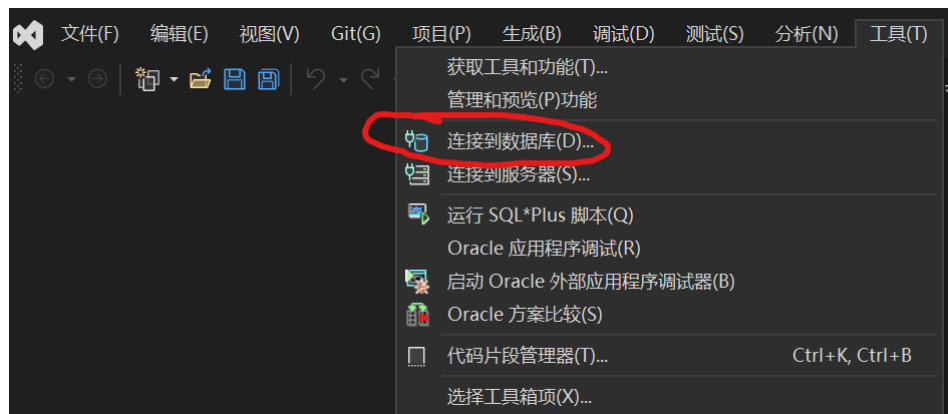 文件(F) 编辑(E) 视图(V) Git(G) 项目(P) 生成(B) 调试(D) 测试(S) 分析(N) 工具(T)
获取工具和功能(T)...
管理和预览(P)功能
连接到数据库(D)...
连接到服务器(S)...
运行 SQL*Plus 脚本(Q)
Oracle 应用程序调试(R)
启动 Oracle 外部应用程序调试器(B)
Oracle 方案比较(S)
代码片段管理器(T)... Ctrl+K, Ctrl+B
选择工具箱项(X)...